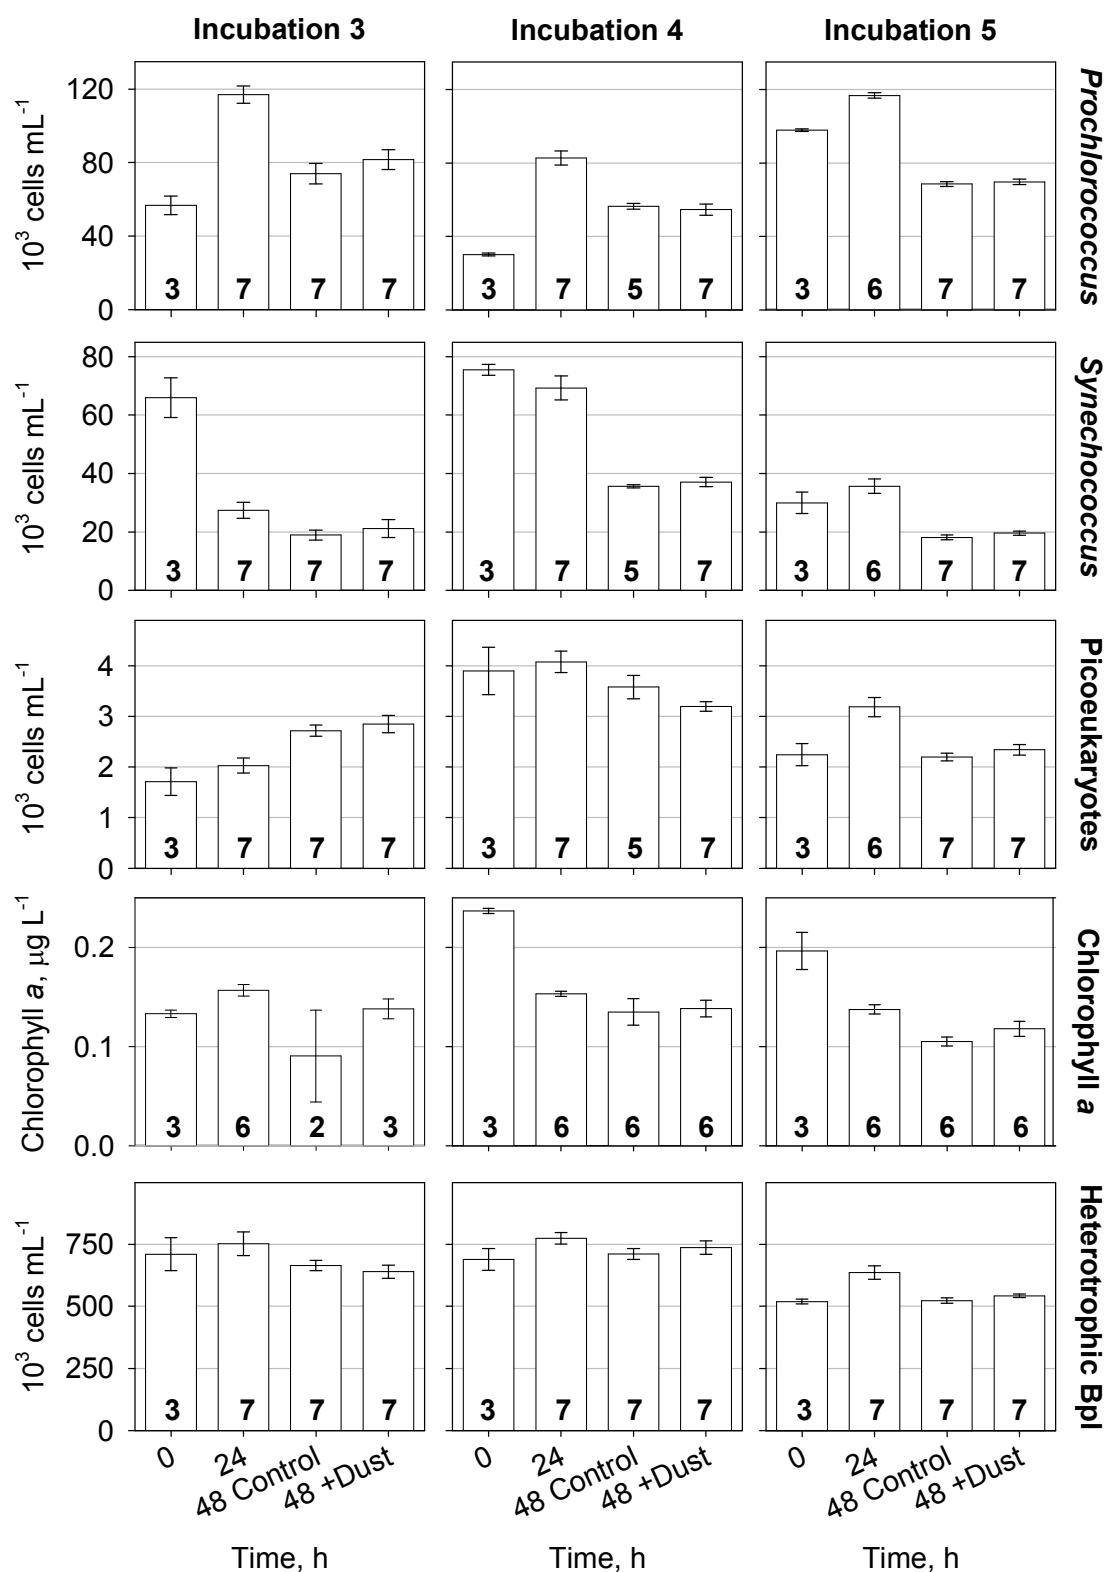 Incubation 3 Incubation 4 Incubation 5
10³ cells mL⁻¹
120
80
40
0
3 7 7 7
3 7 5 7
3 6 7 7
Prochlorococcus
10³ cells mL⁻¹
80
60
40
20
0
3 7 7 7
3 7 5 7
3 6 7 7
Synechococcus
10³ cells mL⁻¹
4
3
2
1
0
3 7 7 7
3 7 5 7
3 6 7 7
Picoeukaryotes
Chlorophyll a, μg L⁻¹
0.2
0.1
0.0
3 6 2 3
3 6 6 6
3 6 6 6
Chlorophyll a
10³ cells mL⁻¹
750
500
250
0
3 7 7 7
3 7 7 7
3 7 7 7
Heterotrophic Bpl
0 24 48 Control 48 +Dust
0 24 48 Control 48 +Dust
0 24 48 Control 48 +Dust
Time, h Time, h Time, h